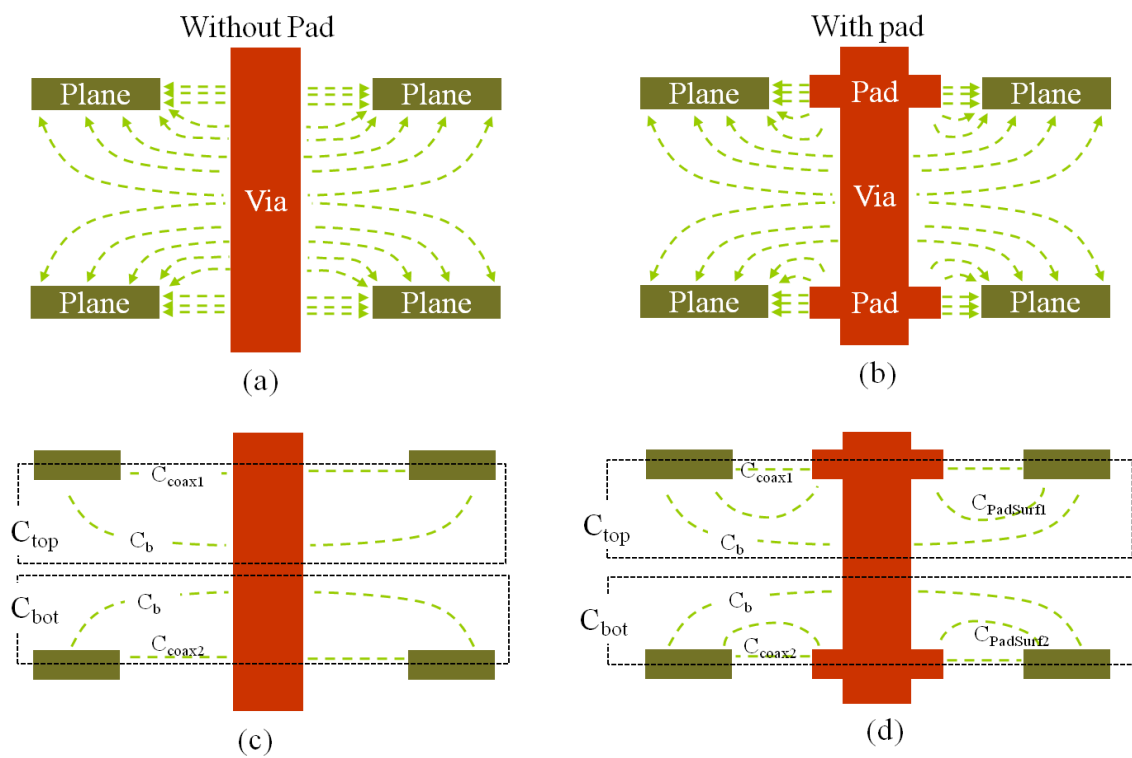 Without Pad
With pad
Plane
Plane
Via
Plane
Plane
(a)
Plane
Pad
Plane
Via
Plane
Pad
Plane
(b)
Ccoax1
Ctop
Cb
Cbot
Cb
Ccoax2
(c)
Ccoax1
CPadSurf1
Ctop
Cb
Cb
Cbot
Ccoax2
CPadSurf2
(d)